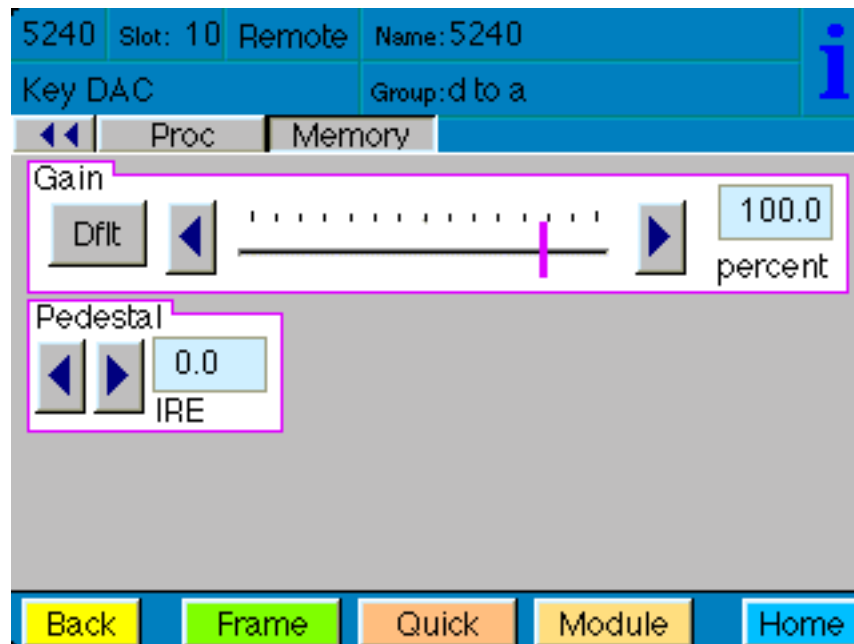 5240 Slot: 10 Remote Name:5240
Key DAC Group:d to a
i
Proc Memory
Gain
Dflt 100.0
percent
Pedestal
0.0
IRE
Back Frame Quick Module Home